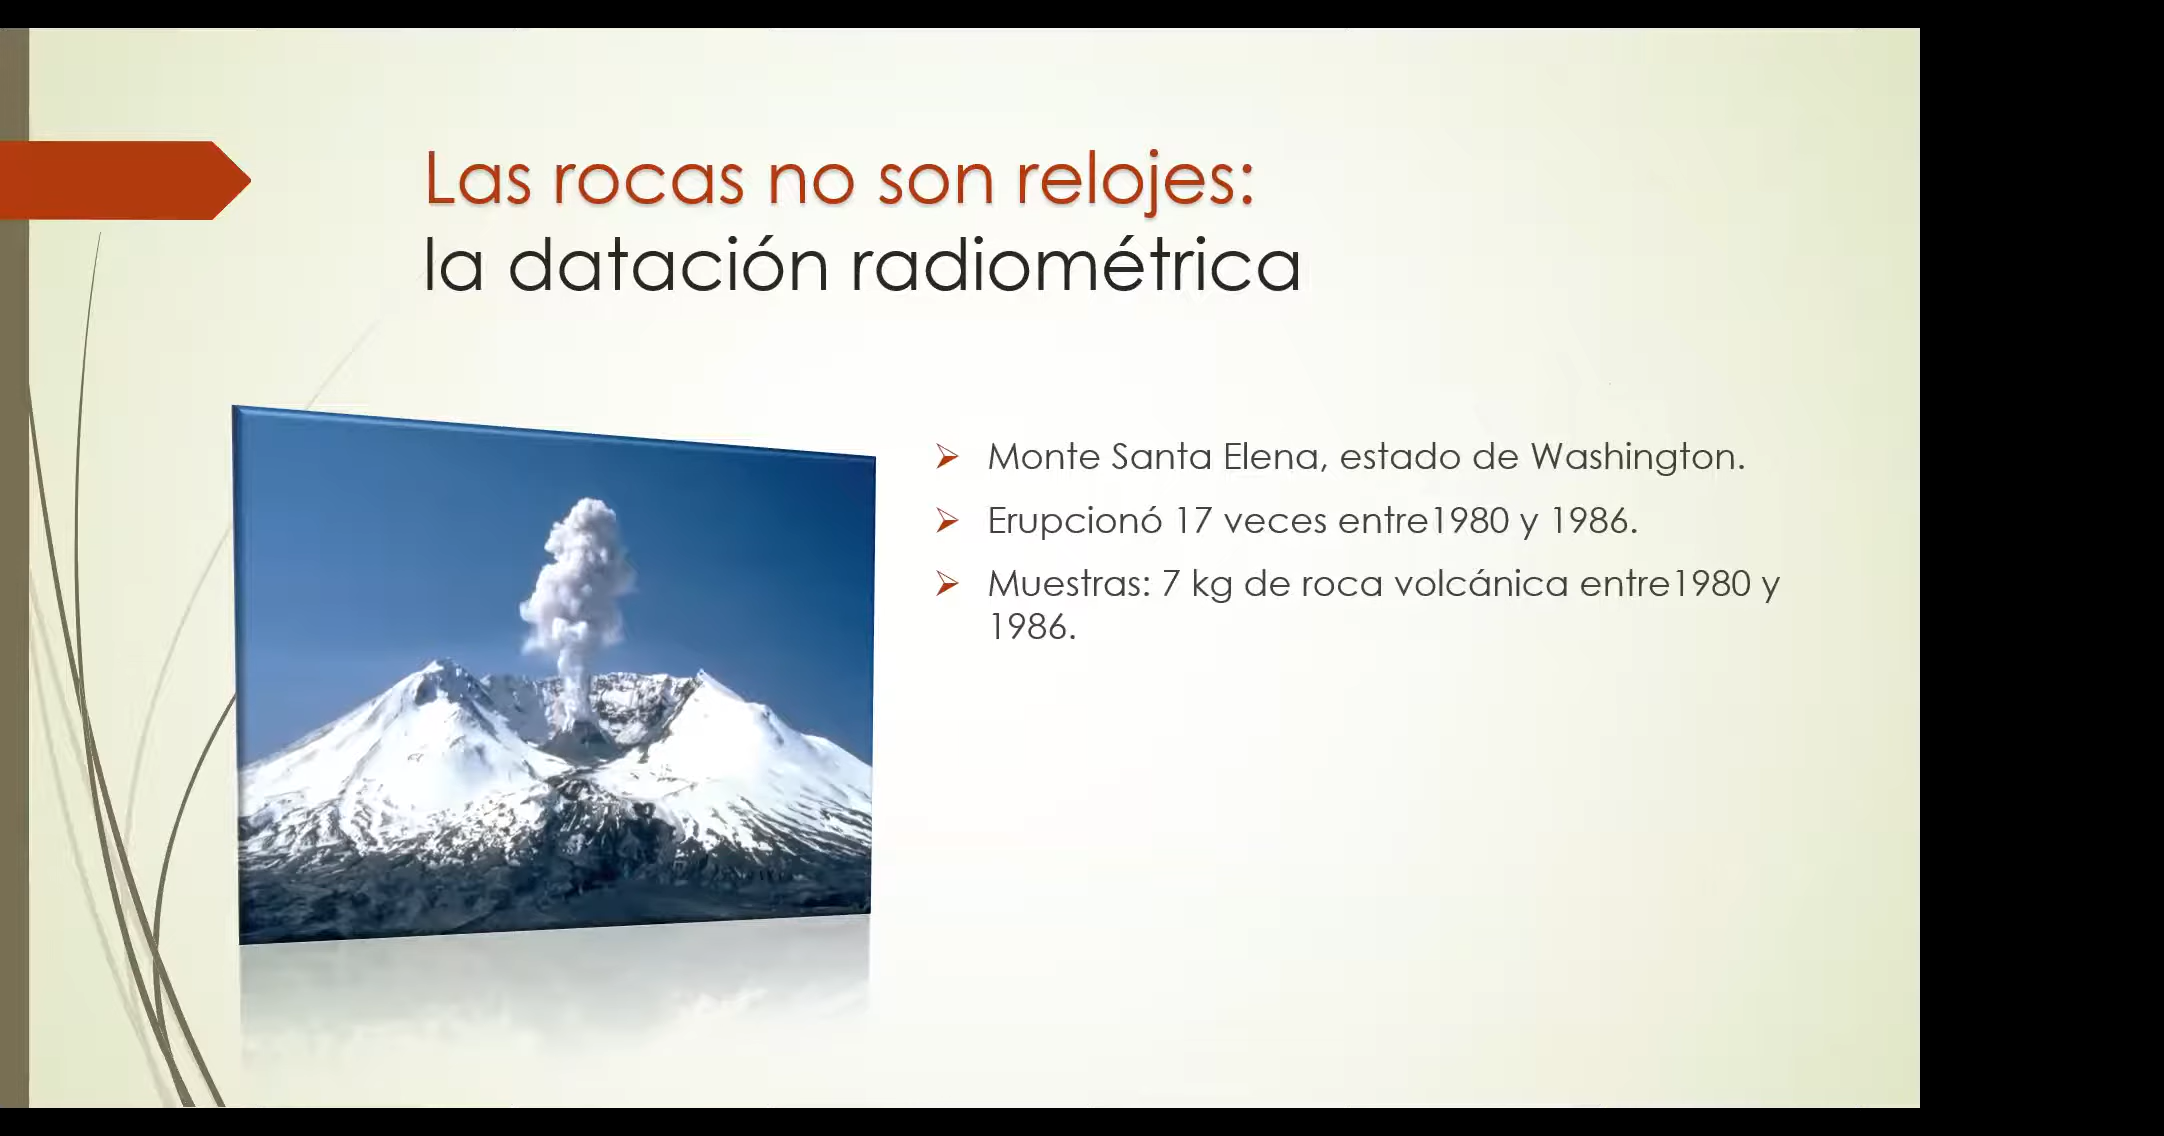 Las rocas no son relojes:
la datación radiométrica
Monte Santa Elena, estado de Washington.
Erupcionó 17 veces entre1980 y 1986.
Muestras: 7 kg de roca volcánica entre1980 y
1986.